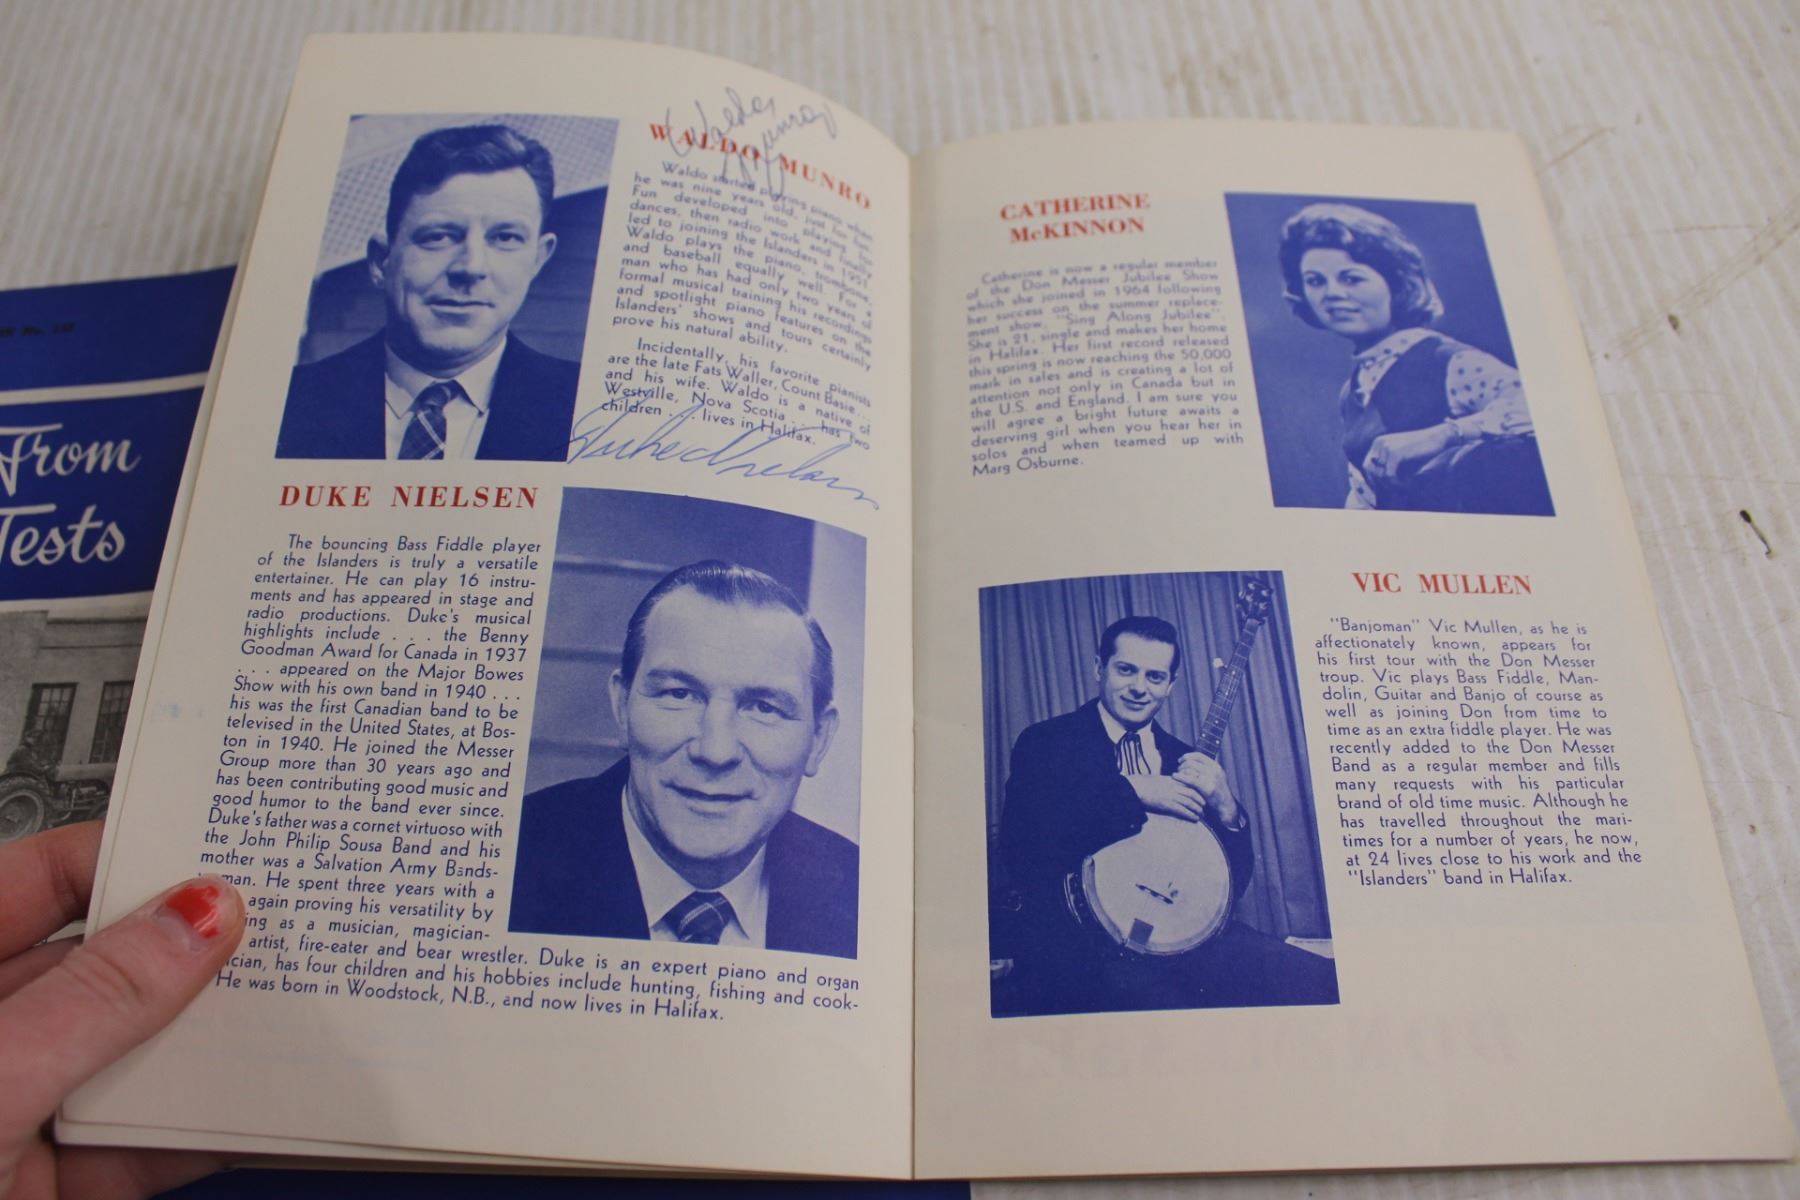 IN No. 132
From
Tests
Waldo
Munro
WALDO MUNRO
Waldo started playing piano when
he was nine years old, just for fun.
Fun developed into playing for
dances, then radio work and finally
led to joining the Islanders in 1951.
Waldo plays the piano, trombone,
and baseball equally well. For a
man who has had only two years of
formal musical training his recordings
and spotlight piano features on the
Islanders' shows and tours certainly
prove his natural ability.
Incidentally, his favorite pianists
are the late Fats Waller, Count Basie...
and his wife. Waldo is a native of
Westville, Nova Scotia . . . has two
children . . . lives in Halifax.
Duke Nielsen
DUKE NIELSEN
The bouncing Bass Fiddle player
of the Islanders is truly a versatile
entertainer. He can play 16 instru-
ments and has appeared in stage and
radio productions. Duke's musical
highlights include . . . the Benny
Goodman Award for Canada in 1937
. . . appeared on the Major Bowes
Show with his own band in 1940 . . .
his was the first Canadian band to be
televised in the United States, at Bos-
ton in 1940. He joined the Messer
Group more than 30 years ago and
has been contributing good music and
good humor to the band ever since.
Duke's father was a cornet virtuoso with
the John Philip Sousa Band and his
mother was a Salvation Army Bands-
man. He spent three years with a
again proving his versatility by
ing as a musician, magician-
artist, fire-eater and bear wrestler. Duke is an expert piano and organ
ician, has four children and his hobbies include hunting, fishing and cook-
He was born in Woodstock, N.B., and now lives in Halifax.
CATHERINE
McKINNON
Catherine is now a regular member
of the Don Messer Jubilee Show
which she joined in 1964 following
her success on the summer replace-
ment show, "Sing Along Jubilee".
She is 21, single and makes her home
in Halifax. Her first record released
this spring is now reaching the 50,000
mark in sales and is creating a lot of
attention not only in Canada but in
the U.S. and England. I am sure you
will agree a bright future awaits a
deserving girl when you hear her in
solos and when teamed up with
Marg Osburne.
VIC MULLEN
"Banjoman" Vic Mullen, as he is
affectionately known, appears for
his first tour with the Don Messer
troup. Vic plays Bass Fiddle, Man-
dolin, Guitar and Banjo of course as
well as joining Don from time to
time as an extra fiddle player. He was
recently added to the Don Messer
Band as a regular member and fills
many requests with his particular
brand of old time music. Although he
has travelled throughout the mari-
times for a number of years, he now,
at 24 lives close to his work and the
"Islanders" band in Halifax.